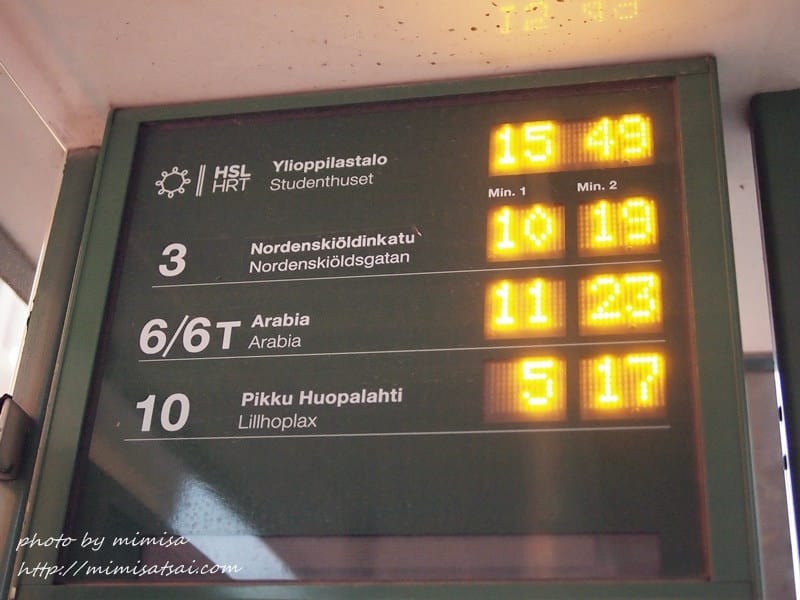 HSL
HRT
Ylioppilastalo
Studenthuset
15 49
Min. 1 Min. 2
3 Nordenskiöldinkatu 10 19
Nordenskiöldsgatan
6/6T Arabia 11 23
Arabia
10 Pikku Huopalahti 5 17
Lillhoplax
photo by mimisa
http://mimisatsai.com